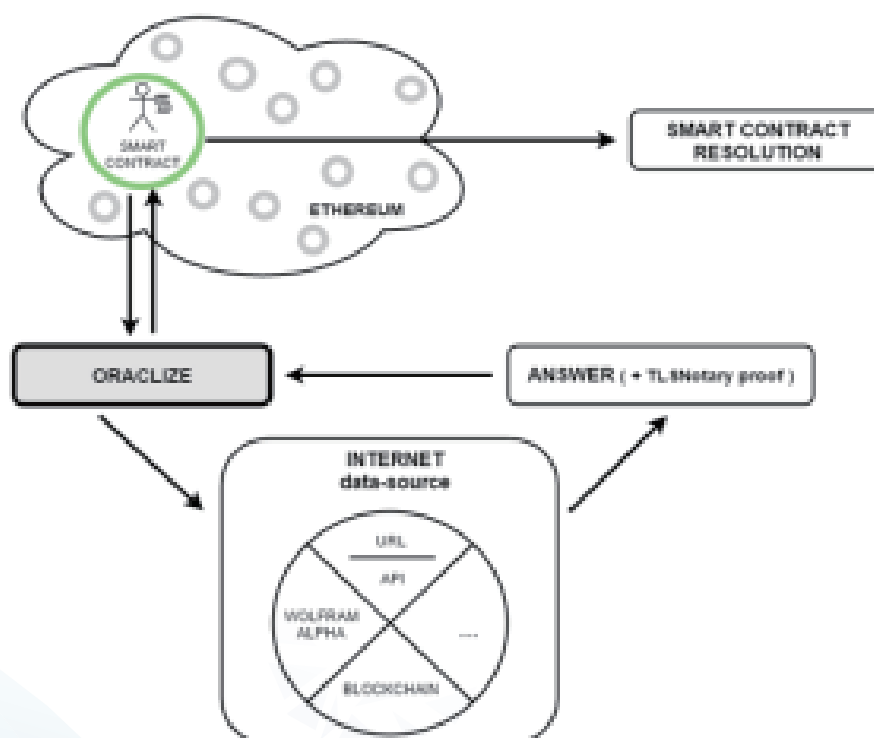 SMART
CONTRACT
ETHEREUM
SMART CONTRACT
RESOLUTION
ORACLIZE
ANSWER ( + TLSNotary proof )
INTERNET
data-source
URL
API
WOLFRAM
ALPHA
...
BLOCKCHAIN